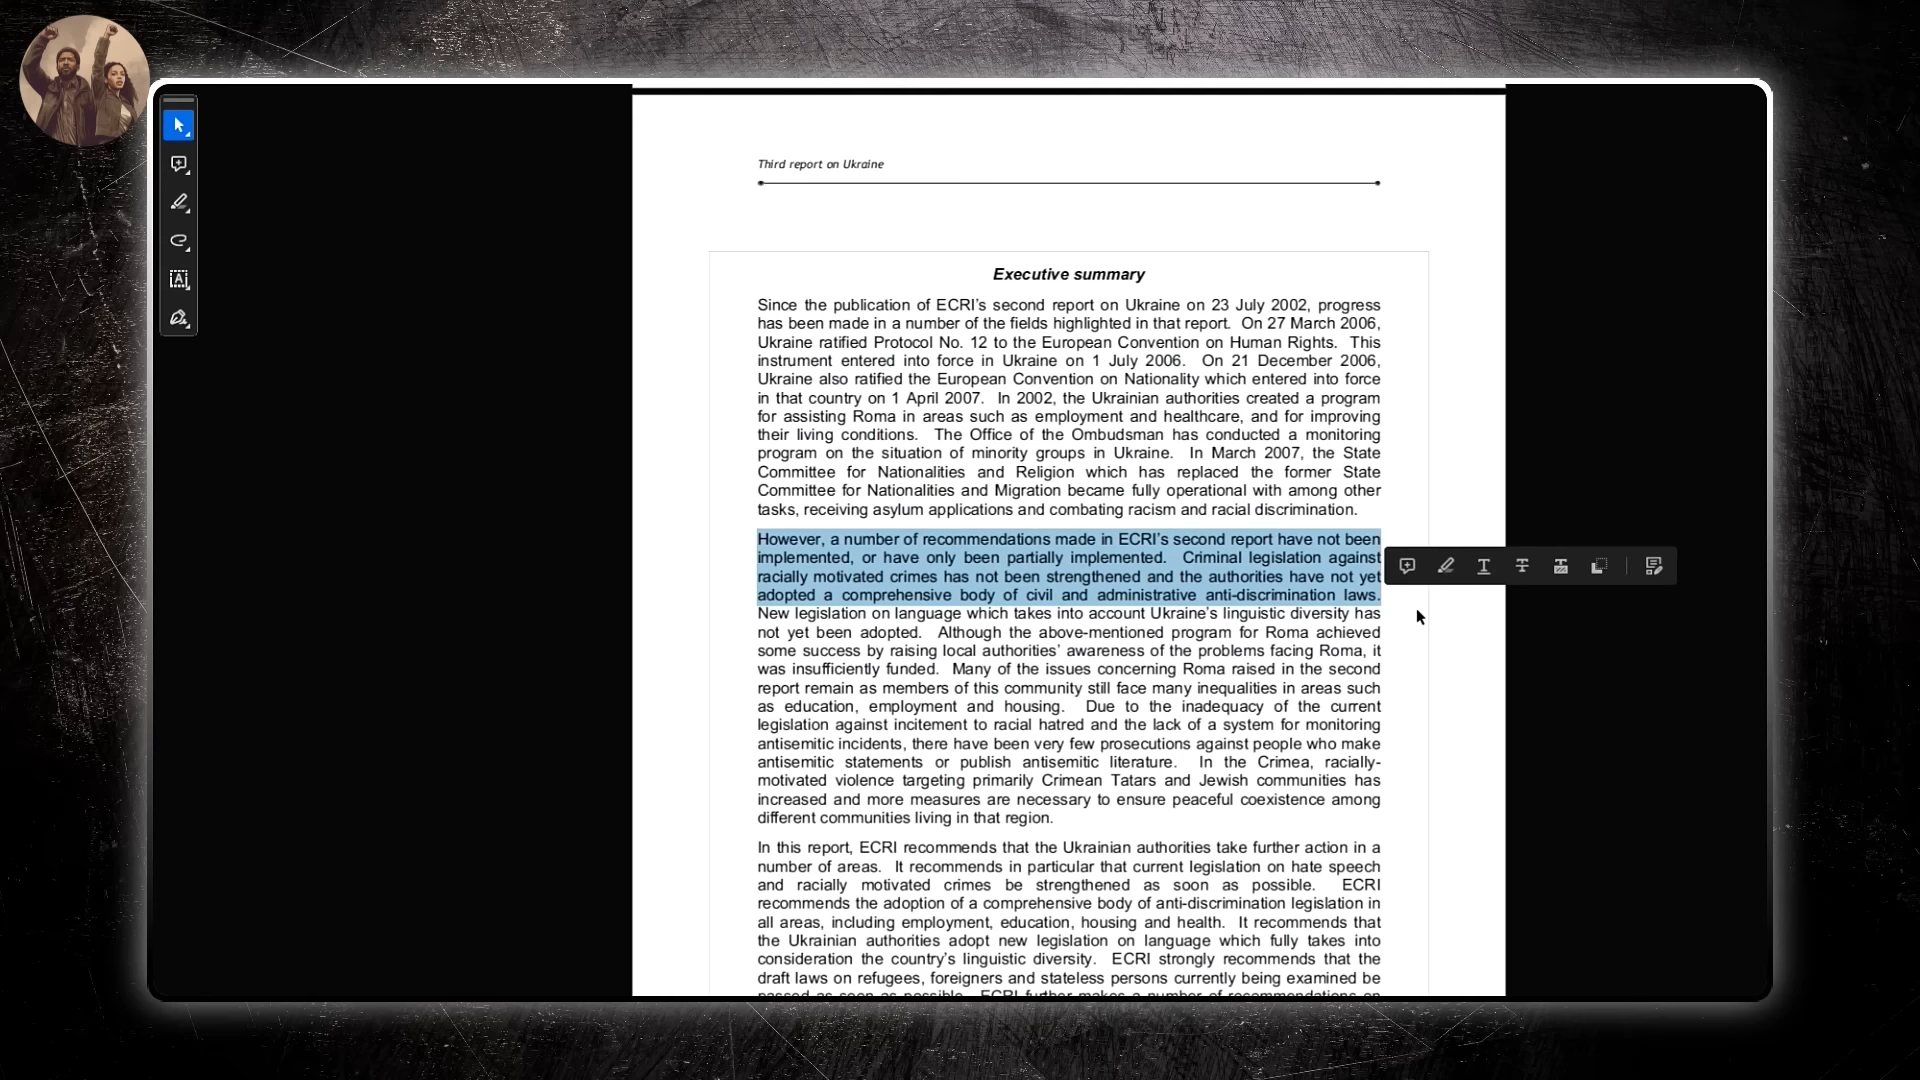 Third report on Ukraine
Executive summary
Since the publication of ECRI's second report on Ukraine on 23 July 2002, progress
has been made in a number of the fields highlighted in that report. On 27 March 2006,
Ukraine ratified Protocol No. 12 to the European Convention on Human Rights. This
instrument entered into force in Ukraine on 1 July 2006. On 21 December 2006,
Ukraine also ratified the European Convention on Nationality which entered into force
in that country on 1 April 2007. In 2002, the Ukrainian authorities created a program
for assisting Roma in areas such as employment and healthcare, and for improving
their living conditions. The Office of the Ombudsman has conducted a monitoring
program on the situation of minority groups in Ukraine. In March 2007, the State
Committee for Nationalities and Religion which has replaced the former State
Committee for Nationalities and Migration became fully operational with among other
tasks, receiving asylum applications and combating racism and racial discrimination.
However, a number of recommendations made in ECRI's second report have not been
implemented, or have only been partially implemented. Criminal legislation against
racially motivated crimes has not been strengthened and the authorities have not yet
adopted a comprehensive body of civil and administrative anti-discrimination laws.
New legislation on language which takes into account Ukraine's linguistic diversity has
not yet been adopted. Although the above-mentioned program for Roma achieved
some success by raising local authorities' awareness of the problems facing Roma, it
was insufficiently funded. Many of the issues concerning Roma raised in the second
report remain as members of this community still face many inequalities in areas such
as education, employment and housing. Due to the inadequacy of the current
legislation against incitement to racial hatred and the lack of a system for monitoring
antisemitic incidents, there have been very few prosecutions against people who make
antisemitic statements or publish antisemitic literature. In the Crimea, racially-
motivated violence targeting primarily Crimean Tatars and Jewish communities has
increased and more measures are necessary to ensure peaceful coexistence among
different communities living in that region.
In this report, ECRI recommends that the Ukrainian authorities take further action in a
number of areas. It recommends in particular that current legislation on hate speech
and racially motivated crimes be strengthened as soon as possible. ECRI
recommends the adoption of a comprehensive body of anti-discrimination legislation in
all areas, including employment, education, housing and health. It recommends that
the Ukrainian authorities adopt new legislation on language which fully takes into
consideration the country's linguistic diversity. ECRI strongly recommends that the
draft laws on refugees, foreigners and stateless persons currently being examined be
passed as soon as possible. ECRI further makes a number of recommendations on